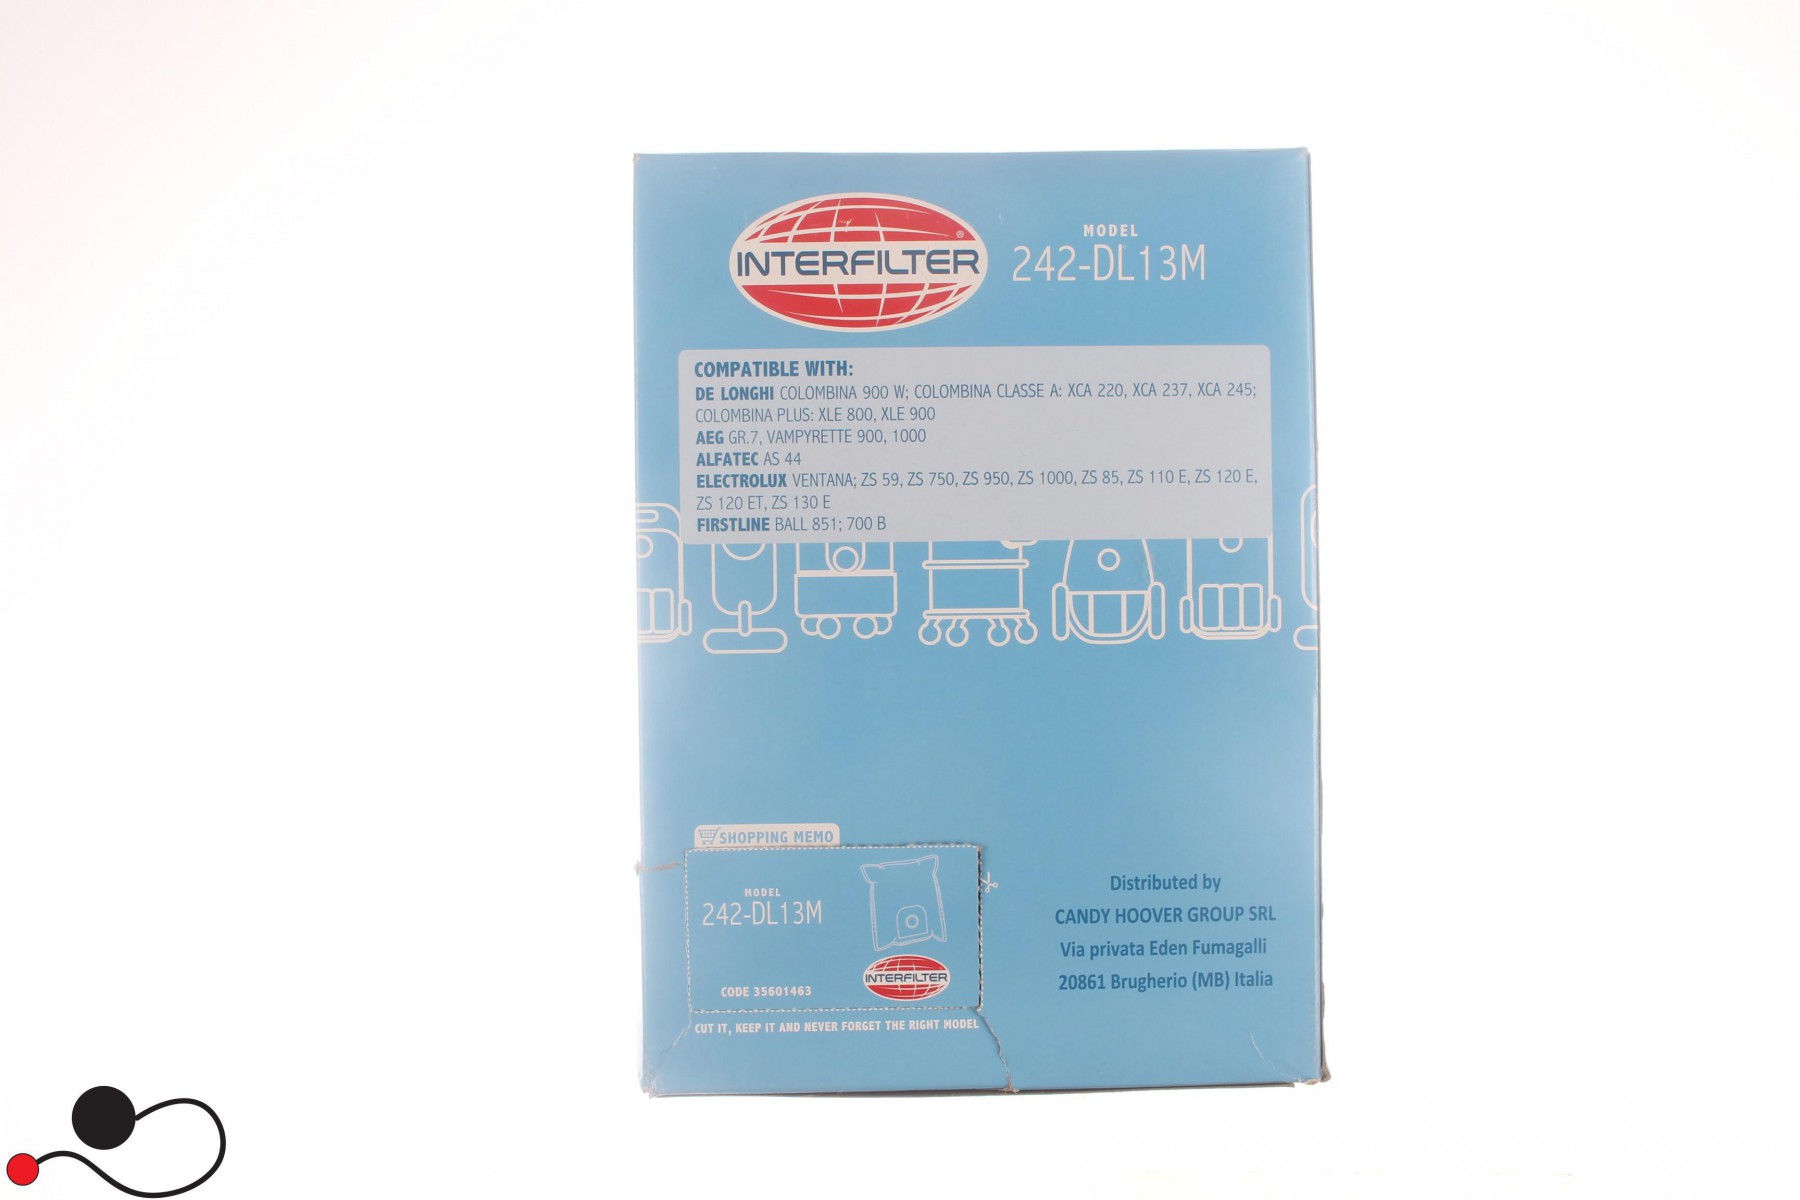 INTERFILTER ®
MODEL
242-DL13M
COMPATIBLE WITH:
DE LONGHI COLOMBINA 900 W; COLOMBINA CLASSE A: XCA 220, XCA 237, XCA 245;
COLOMBINA PLUS: XLE 800, XLE 900
AEG GR.7, VAMPYRETTE 900, 1000
ALFATEC AS 44
ELECTROLUX VENTANA; ZS 59, ZS 750, ZS 950, ZS 1000, ZS 85, ZS 110 E, ZS 120 E,
ZS 120 ET, ZS 130 E
FIRSTLINE BALL 851; 700 B
SHOPPING MEMO
MODEL
242-DL13M
INTERFILTER
CODE 35601463
CUT IT, KEEP IT AND NEVER FORGET THE RIGHT MODEL
Distributed by
CANDY HOOVER GROUP SRL
Via privata Eden Fumagalli
20861 Brugherio (MB) Italia